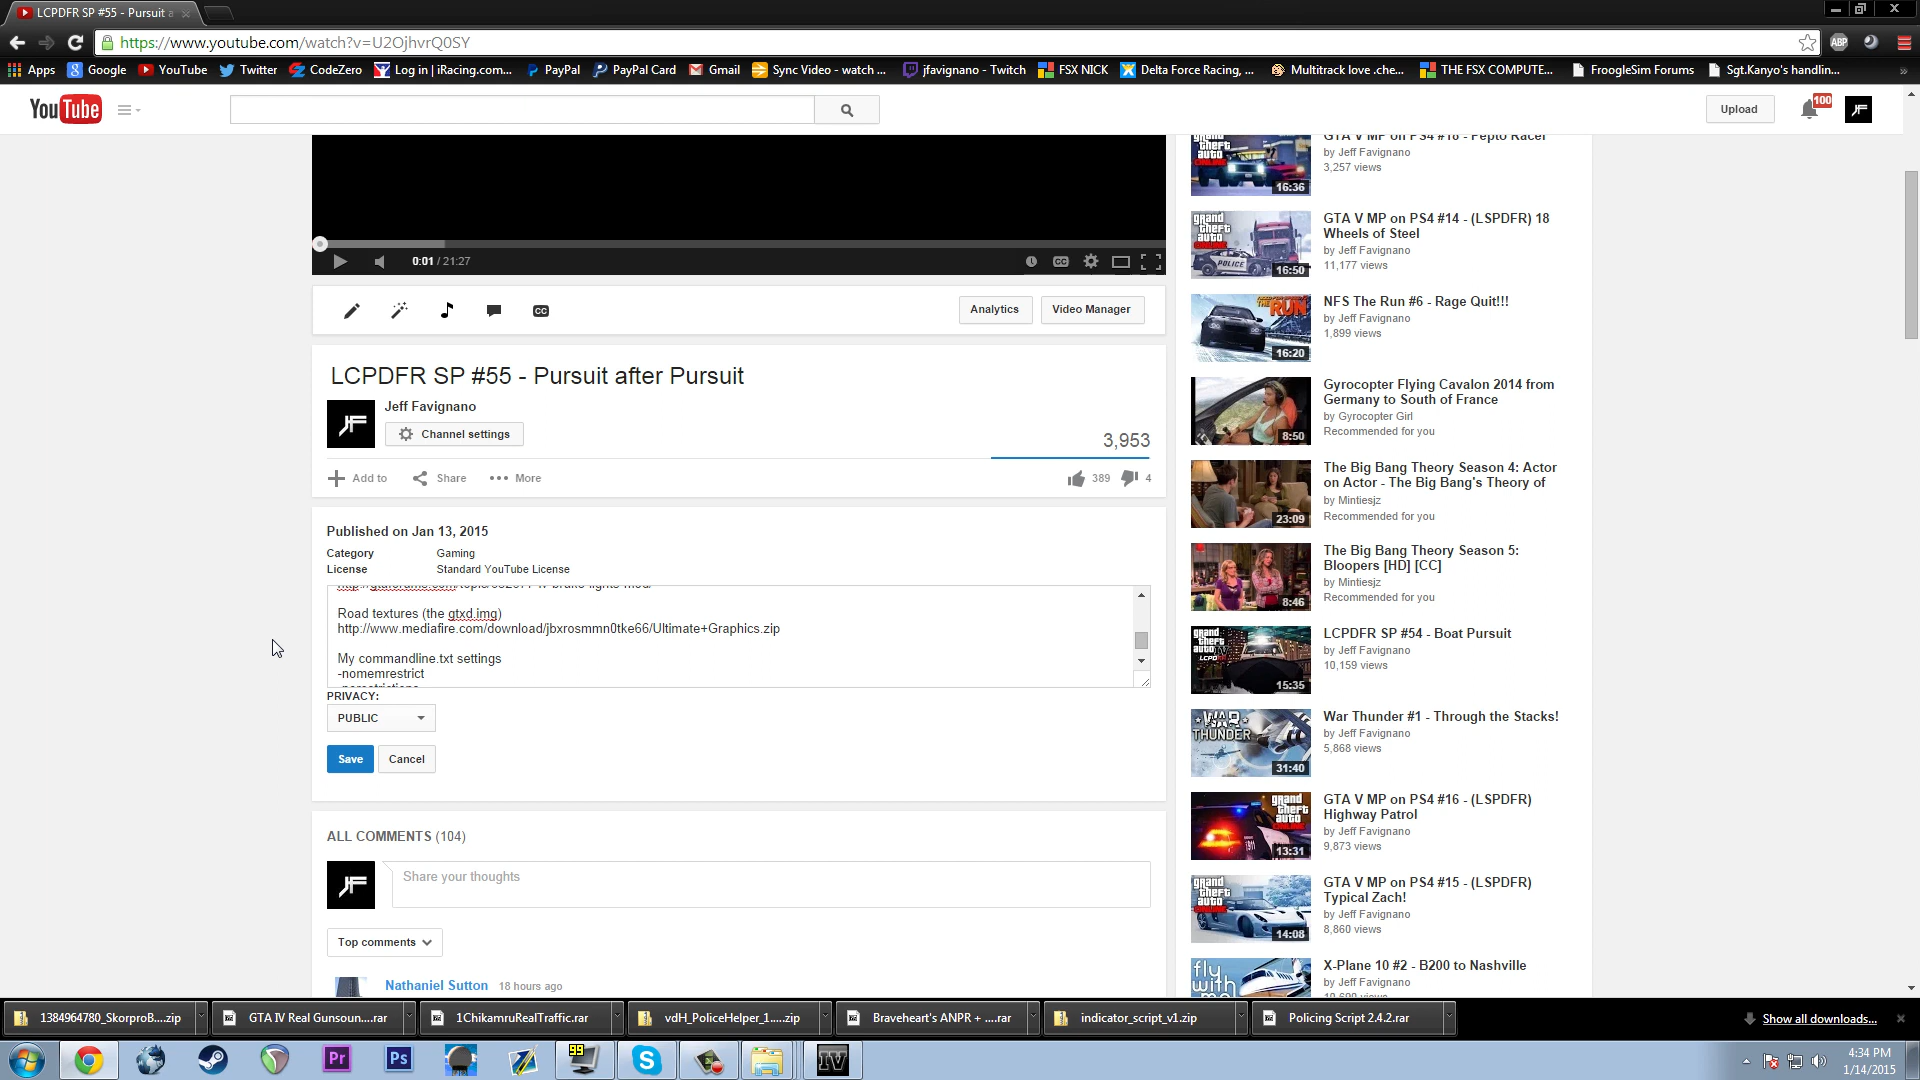 LCPDFR SP #55 - Pursuit a
https://www.youtube.com/watch?v=U2OjhvrQ0SY
ABP
Apps
Google
YouTube
Twitter
CodeZero
Log in | iRacing.com...
PayPal
PayPal Card
Gmail
Sync Video - watch ...
jfavignano - Twitch
FSX NICK
Delta Force Racing, ...
Multitrack love .che...
THE FSX COMPUTE...
FroogleSim Forums
Sgt.Kanyo's handlin...
YouTube
Upload
100
0:01 / 21:27
CC
CC
Analytics
Video Manager
LCPDFR SP #55 - Pursuit after Pursuit
Jeff Favignano
Channel settings
3,953
Add to
Share
More
389
4
Published on Jan 13, 2015
Category Gaming
License Standard YouTube License
Road textures (the gtxd.img)
http://www.mediafire.com/download/jbxrosmmn0tke66/Ultimate+Graphics.zip
My commandline.txt settings
-nomemrestrict
-norestrictions
PRIVACY:
PUBLIC
Save
Cancel
ALL COMMENTS (104)
Share your thoughts
Top comments
Nathaniel Sutton 18 hours ago
GTA V MP on PS4 #18 - Pepto Racer
by Jeff Favignano
3,257 views
16:36
GTA V MP on PS4 #14 - (LSPDFR) 18
Wheels of Steel
by Jeff Favignano
11,177 views
16:50
NFS The Run #6 - Rage Quit!!!
by Jeff Favignano
1,899 views
16:20
Gyrocopter Flying Cavalon 2014 from
Germany to South of France
by Gyrocopter Girl
Recommended for you
8:50
The Big Bang Theory Season 4: Actor
on Actor - The Big Bang's Theory of
by Mintiesjz
Recommended for you
23:09
The Big Bang Theory Season 5:
Bloopers [HD] [CC]
by Mintiesjz
Recommended for you
8:46
LCPDFR SP #54 - Boat Pursuit
by Jeff Favignano
10,159 views
15:35
War Thunder #1 - Through the Stacks!
by Jeff Favignano
5,868 views
31:40
GTA V MP on PS4 #16 - (LSPDFR)
Highway Patrol
by Jeff Favignano
9,873 views
13:31
GTA V MP on PS4 #15 - (LSPDFR)
Typical Zach!
by Jeff Favignano
8,860 views
14:08
X-Plane 10 #2 - B200 to Nashville
by Jeff Favignano
1384964780_SkorproB....zip
GTA IV Real Gunsoun....rar
1ChikamruRealTraffic.rar
vdH_PoliceHelper_1.....zip
Braveheart's ANPR + ....rar
indicator_script_v1.zip
Policing Script 2.4.2.rar
Show all downloads...
Pr
Ps
99
IV
4:34 PM
1/14/2015